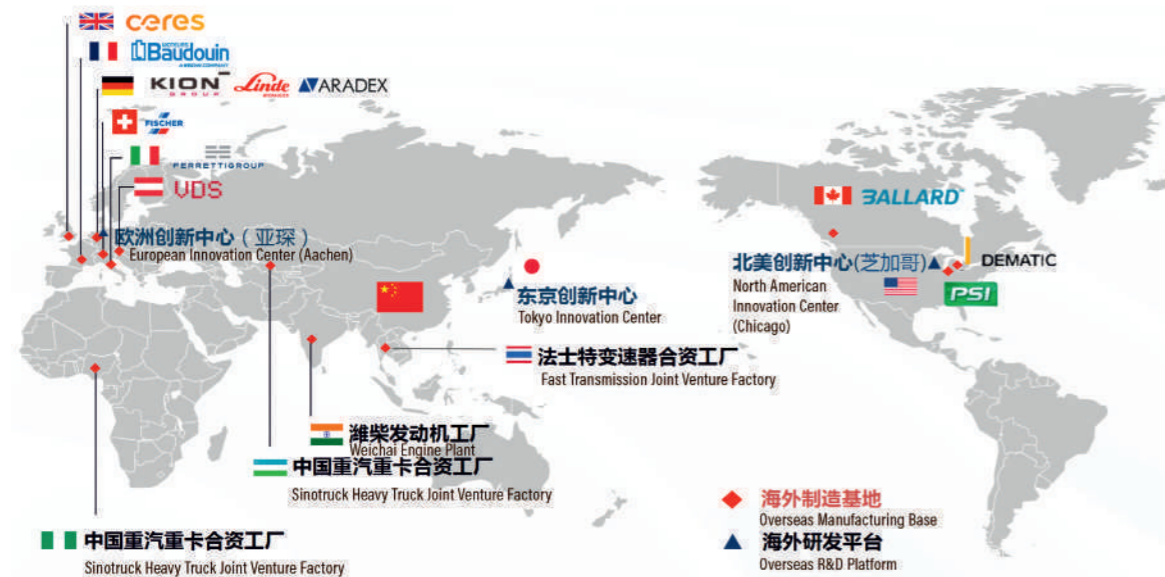 ceres
MOTEURS
Baudouin
A WEICHAI COMPANY
KION
GROUP
Linde
HYDRAULICS
ARADEX
FISCHER
FERRETTIGROUP
VDS
欧洲创新中心（亚琛）
European Innovation Center (Aachen)
BALLARD
北美创新中心(芝加哥)
North American
Innovation Center
(Chicago)
DEMATIC
PSI
东京创新中心
Tokyo Innovation Center
法士特变速器合资工厂
Fast Transmission Joint Venture Factory
潍柴发动机工厂
Weichai Engine Plant
中国重汽重卡合资工厂
Sinotruck Heavy Truck Joint Venture Factory
中国重汽重卡合资工厂
Sinotruck Heavy Truck Joint Venture Factory
海外制造基地
Overseas Manufacturing Base
海外研发平台
Overseas R&D Platform